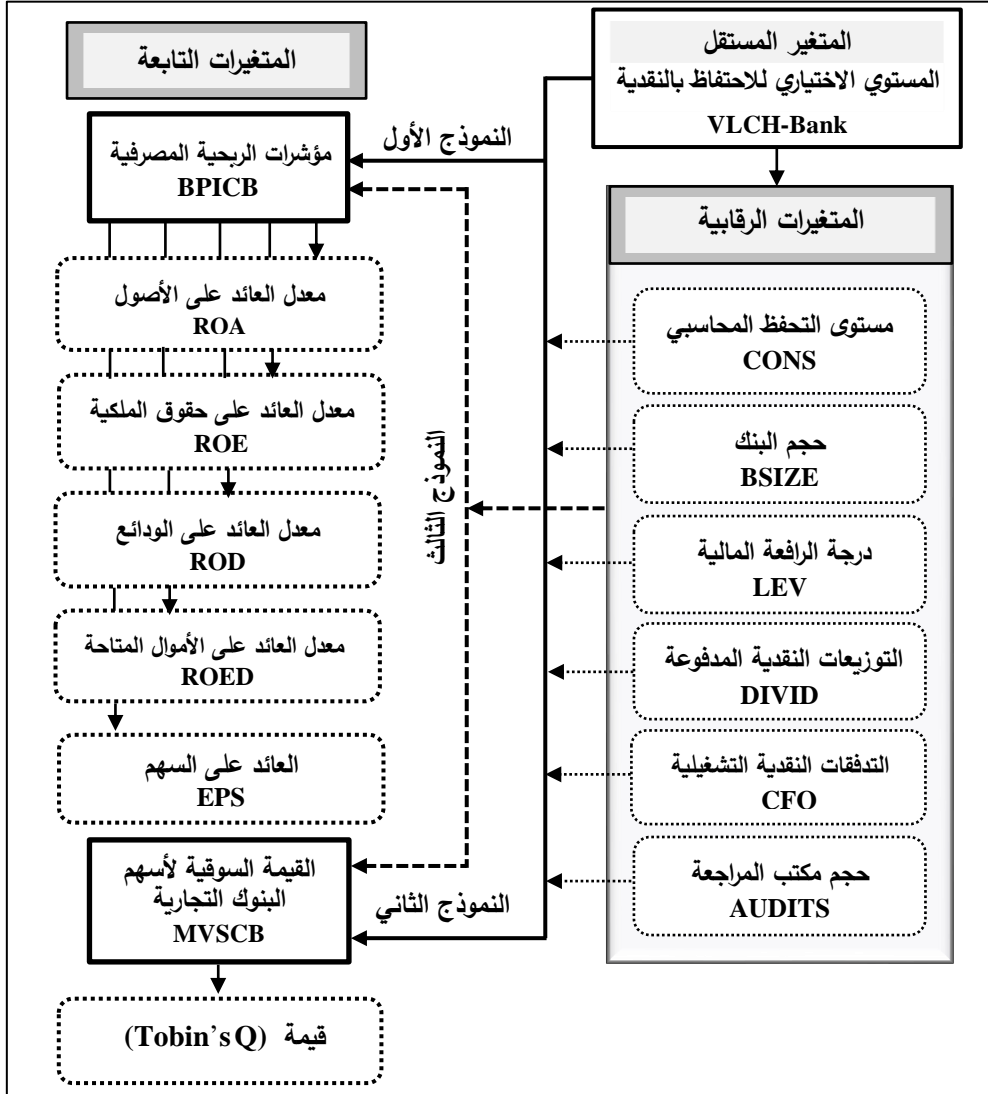 المتغير المستقل
المستوي الاختياري للاحتفاظ بالنقدية
VLCH-Bank
المتغيرات التابعة
النموذج الأول
مؤشرات الربحية المصرفية
BPICB
المتغيرات الرقابية
معدل العائد على الأصول
ROA
مستوى التحفظ المحاسبي
CONS
معدل العائد على حقوق الملكية
ROE
حجم البنك
BSIZE
النموذج الثالث
معدل العائد على الودائع
ROD
درجة الرافعة المالية
LEV
معدل العائد على الأموال المتاحة
ROED
التوزيعات النقدية المدفوعة
DIVID
العائد على السهم
EPS
التدفقات النقدية التشغيلية
CFO
القيمة السوقية لأسهم
البنوك التجارية
MVSCB
النموذج الثاني
حجم مكتب المراجعة
AUDITS
قيمة (Tobin's Q)